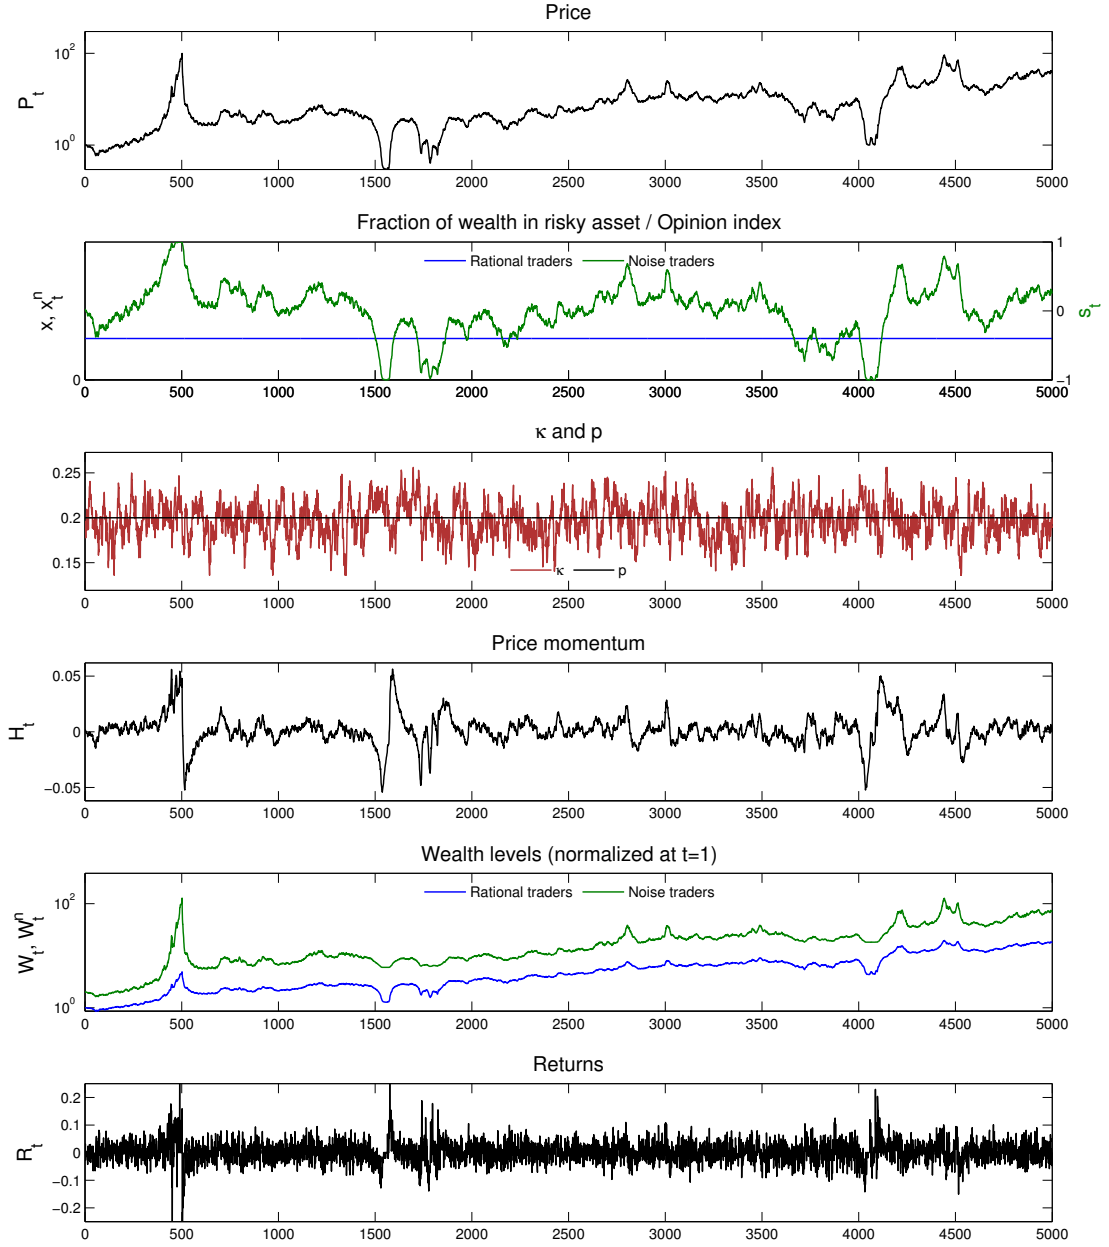 Price
P_t
10^2
10^0
0 500 1000 1500 2000 2500 3000 3500 4000 4500 5000
Fraction of wealth in risky asset / Opinion index
x, x_t^n
Rational traders Noise traders
1
0
−1
s_t
0
0 500 1000 1500 2000 2500 3000 3500 4000 4500 5000
κ and p
0.25
0.2
0.15
κ p
0 500 1000 1500 2000 2500 3000 3500 4000 4500 5000
Price momentum
H_t
0.05
0
−0.05
0 500 1000 1500 2000 2500 3000 3500 4000 4500 5000
Wealth levels (normalized at t=1)
W_t, W_t^n
Rational traders Noise traders
10^2
10^0
0 500 1000 1500 2000 2500 3000 3500 4000 4500 5000
Returns
R_t
0.2
0.1
0
−0.1
−0.2
0 500 1000 1500 2000 2500 3000 3500 4000 4500 5000